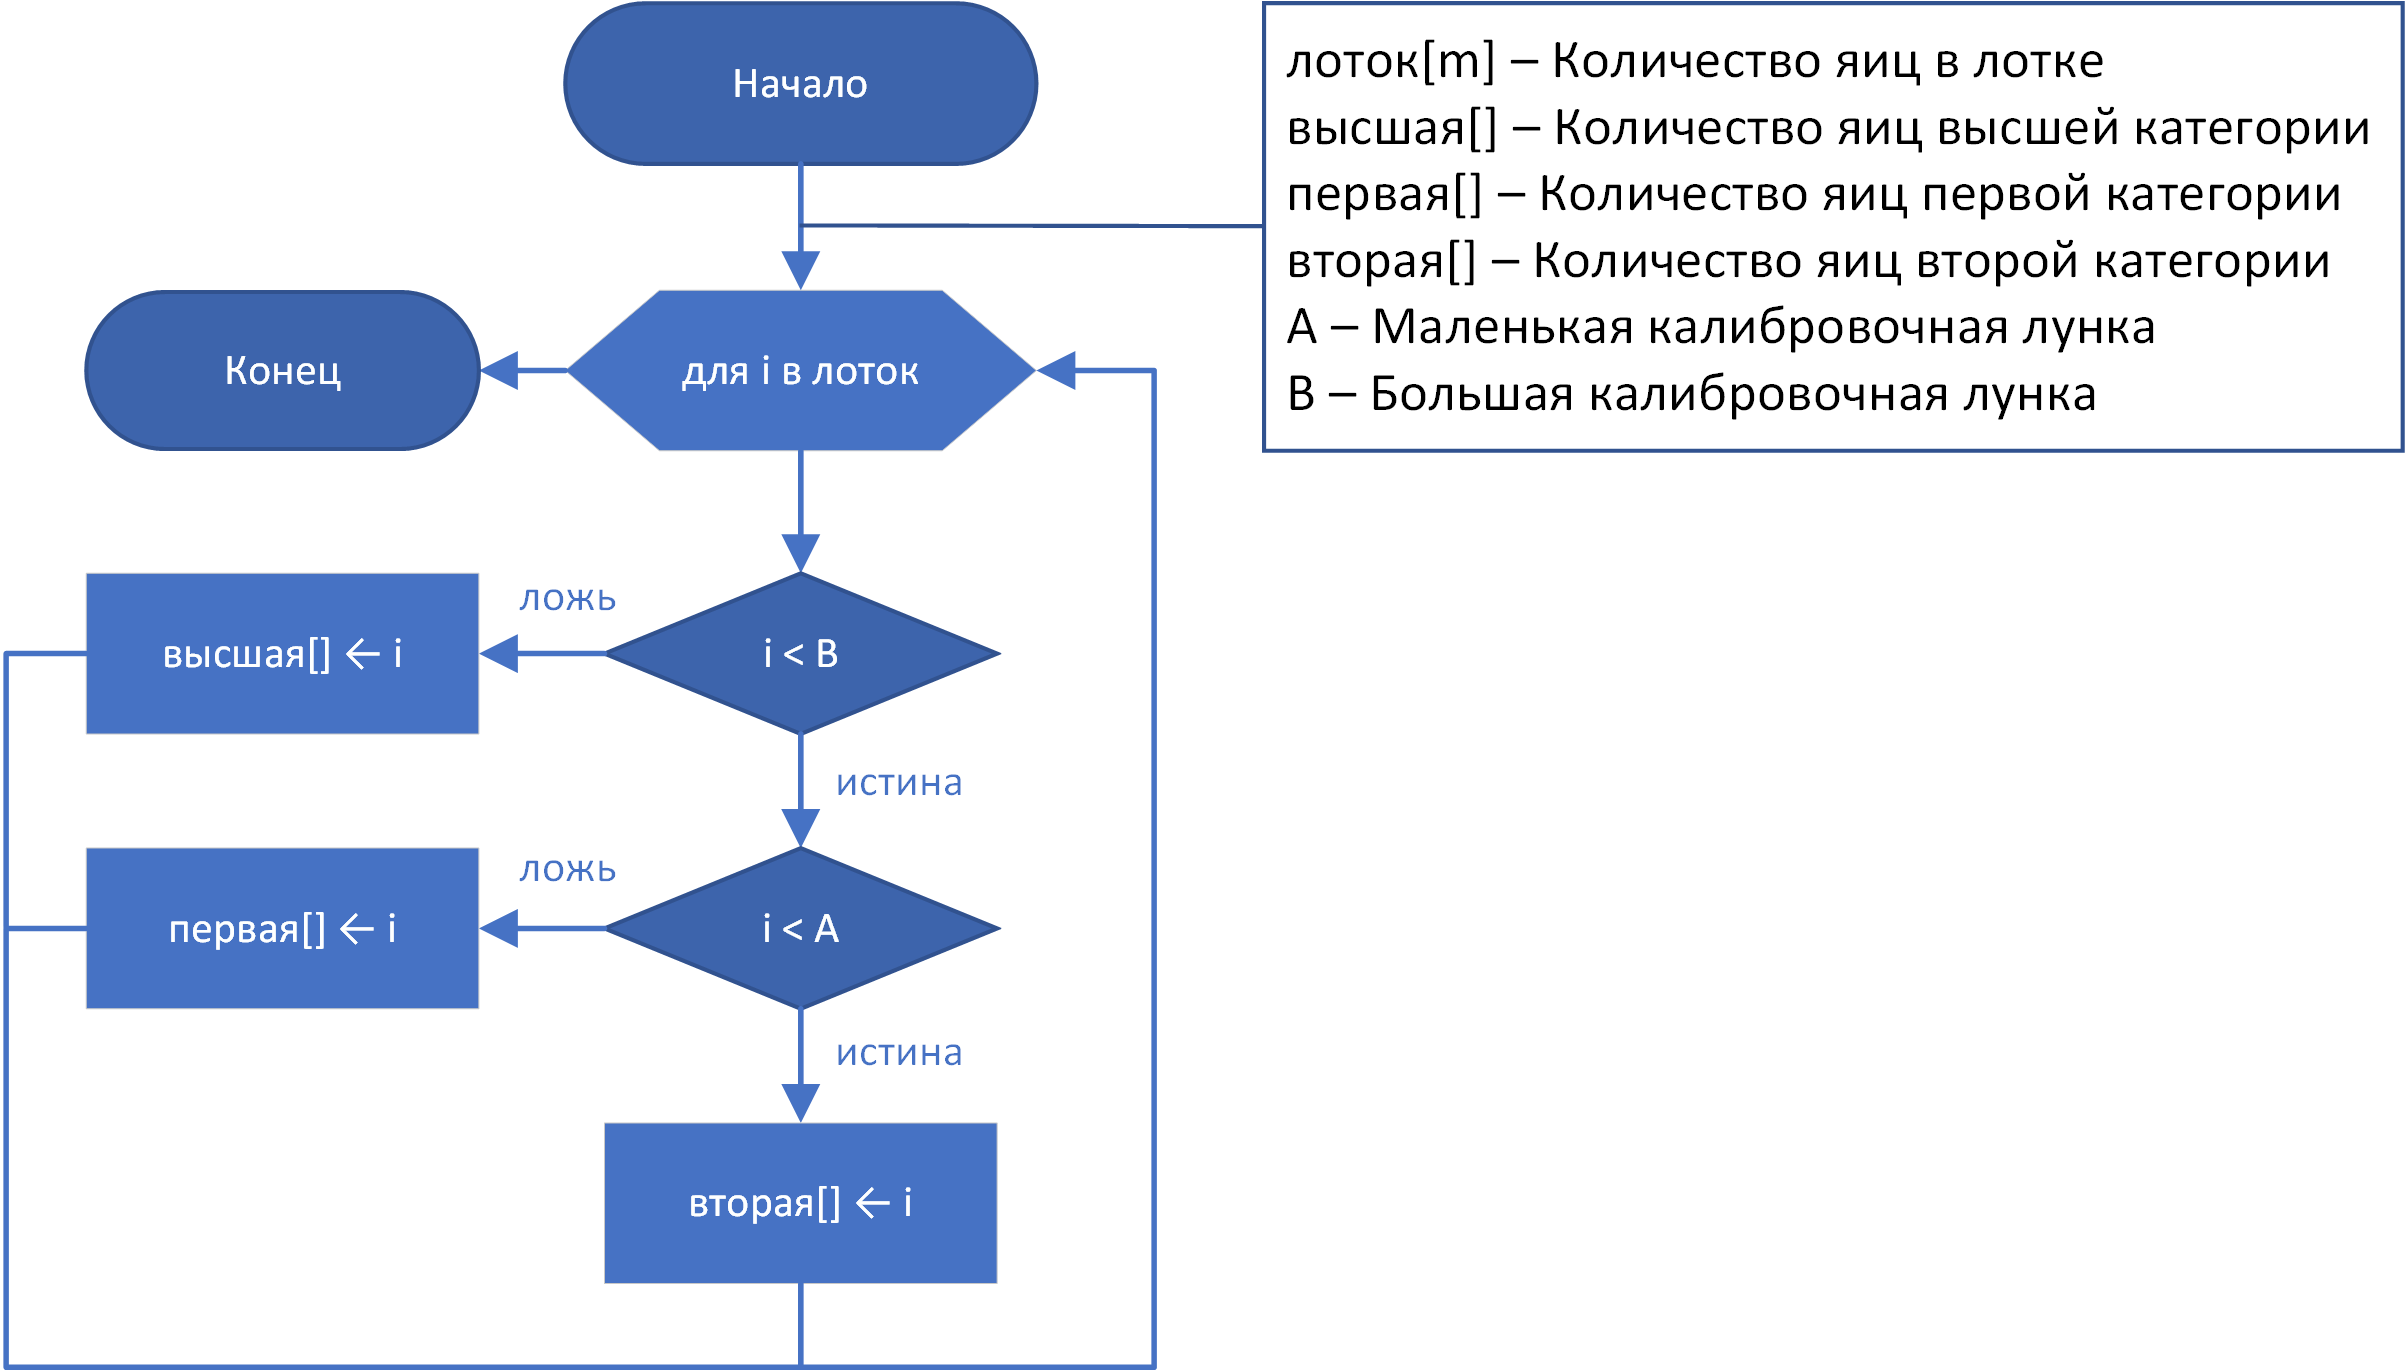 Начало
лоток[m] – Количество яиц в лотке
высшая[] – Количество яиц высшей категории
первая[] – Количество яиц первой категории
вторая[] – Количество яиц второй категории
A – Маленькая калибровочная лунка
B – Большая калибровочная лунка
Конец
для i в лоток
высшая[] ← i
ложь
i < B
истина
первая[] ← i
ложь
i < A
истина
вторая[] ← i